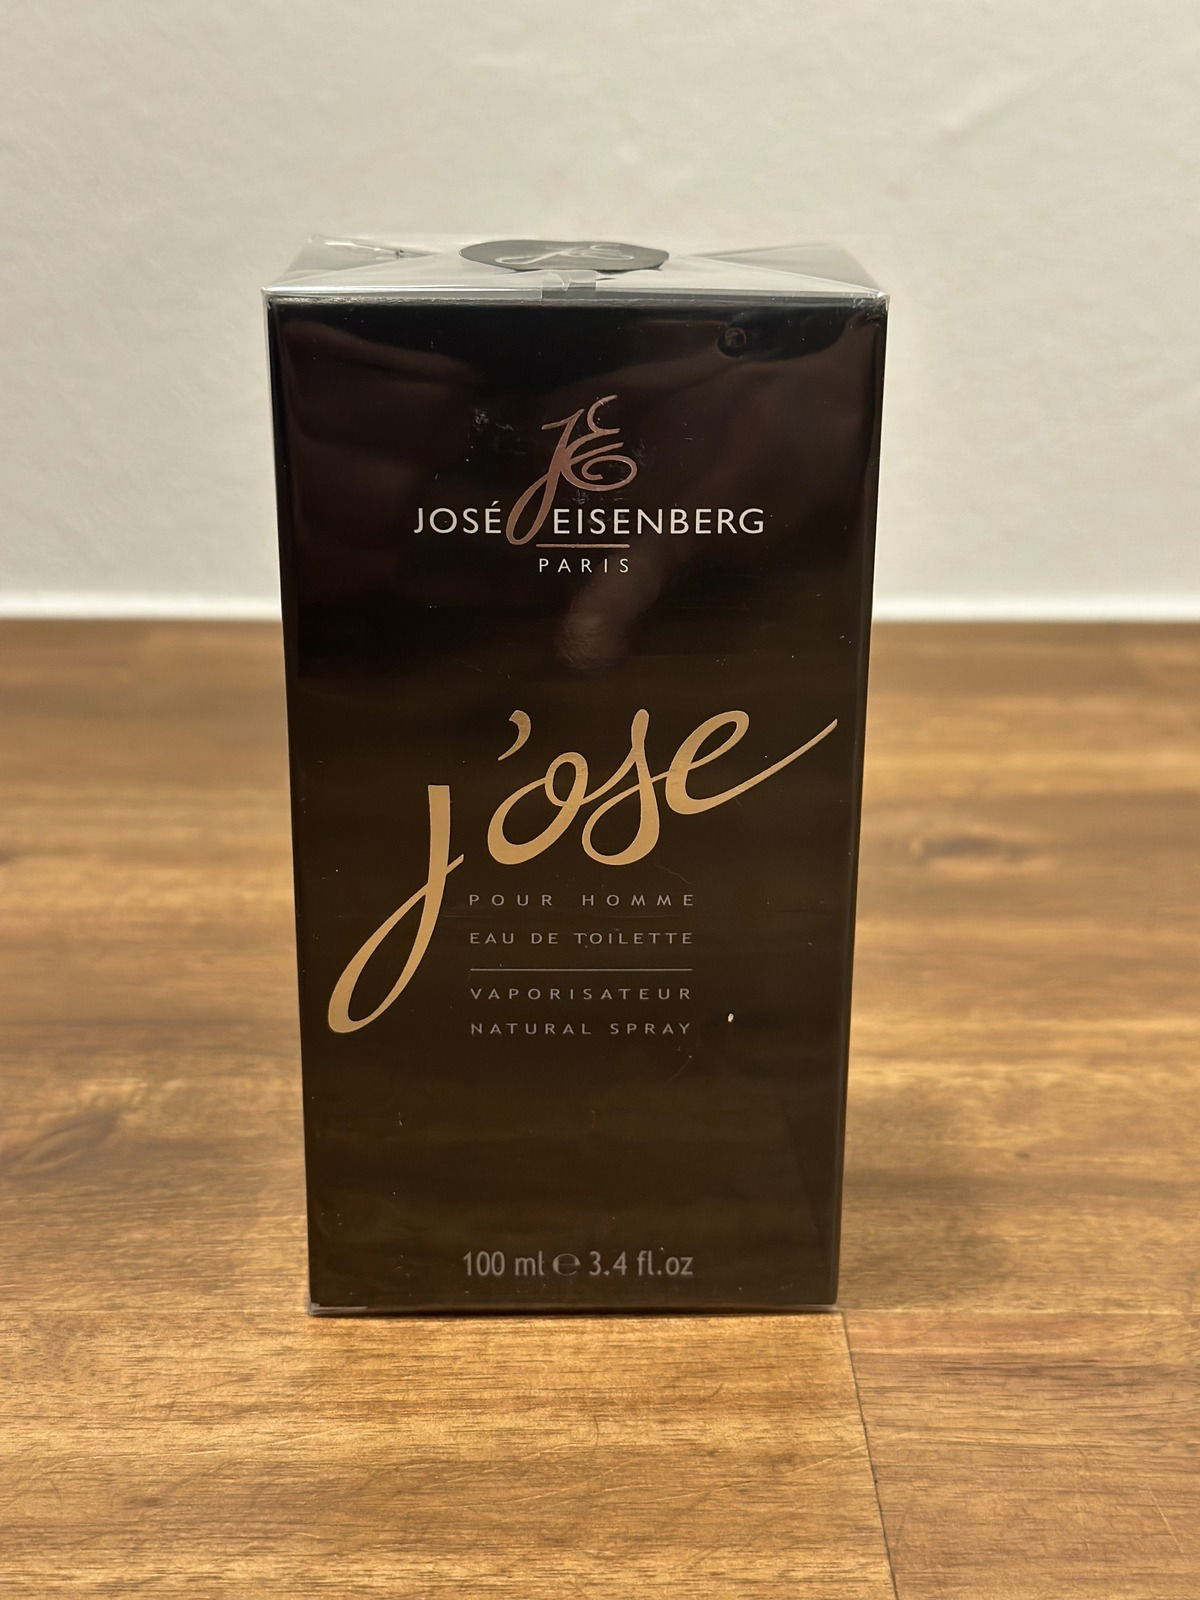 JE
JE
JOSÉ EISENBERG
PARIS
j'ose
POUR HOMME
EAU DE TOILETTE
VAPORISATEUR
NATURAL SPRAY
100 ml ℮ 3.4 fl.oz